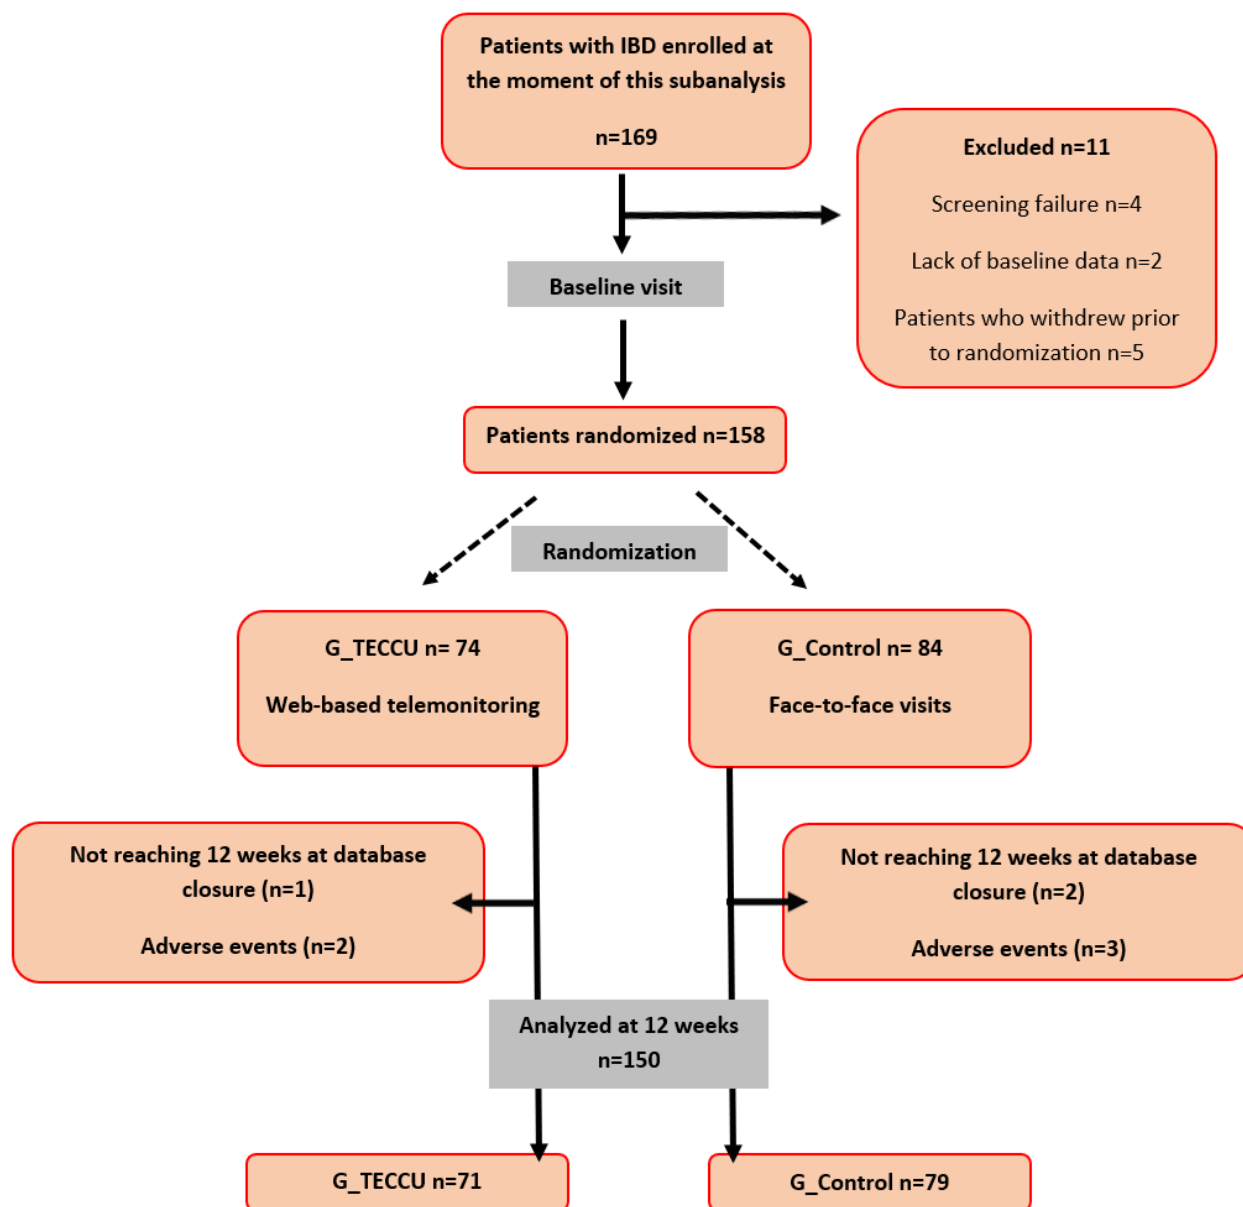 Patients with IBD enrolled at
the moment of this subanalysis
n=169
Excluded n=11
Screening failure n=4
Lack of baseline data n=2
Patients who withdrew prior
to randomization n=5
Baseline visit
Patients randomized n=158
Randomization
G_TECCU n= 74
Web-based telemonitoring
G_Control n= 84
Face-to-face visits
Not reaching 12 weeks at database
closure (n=1)
Adverse events (n=2)
Not reaching 12 weeks at database
closure (n=2)
Adverse events (n=3)
Analyzed at 12 weeks
n=150
G_TECCU n=71
G_Control n=79